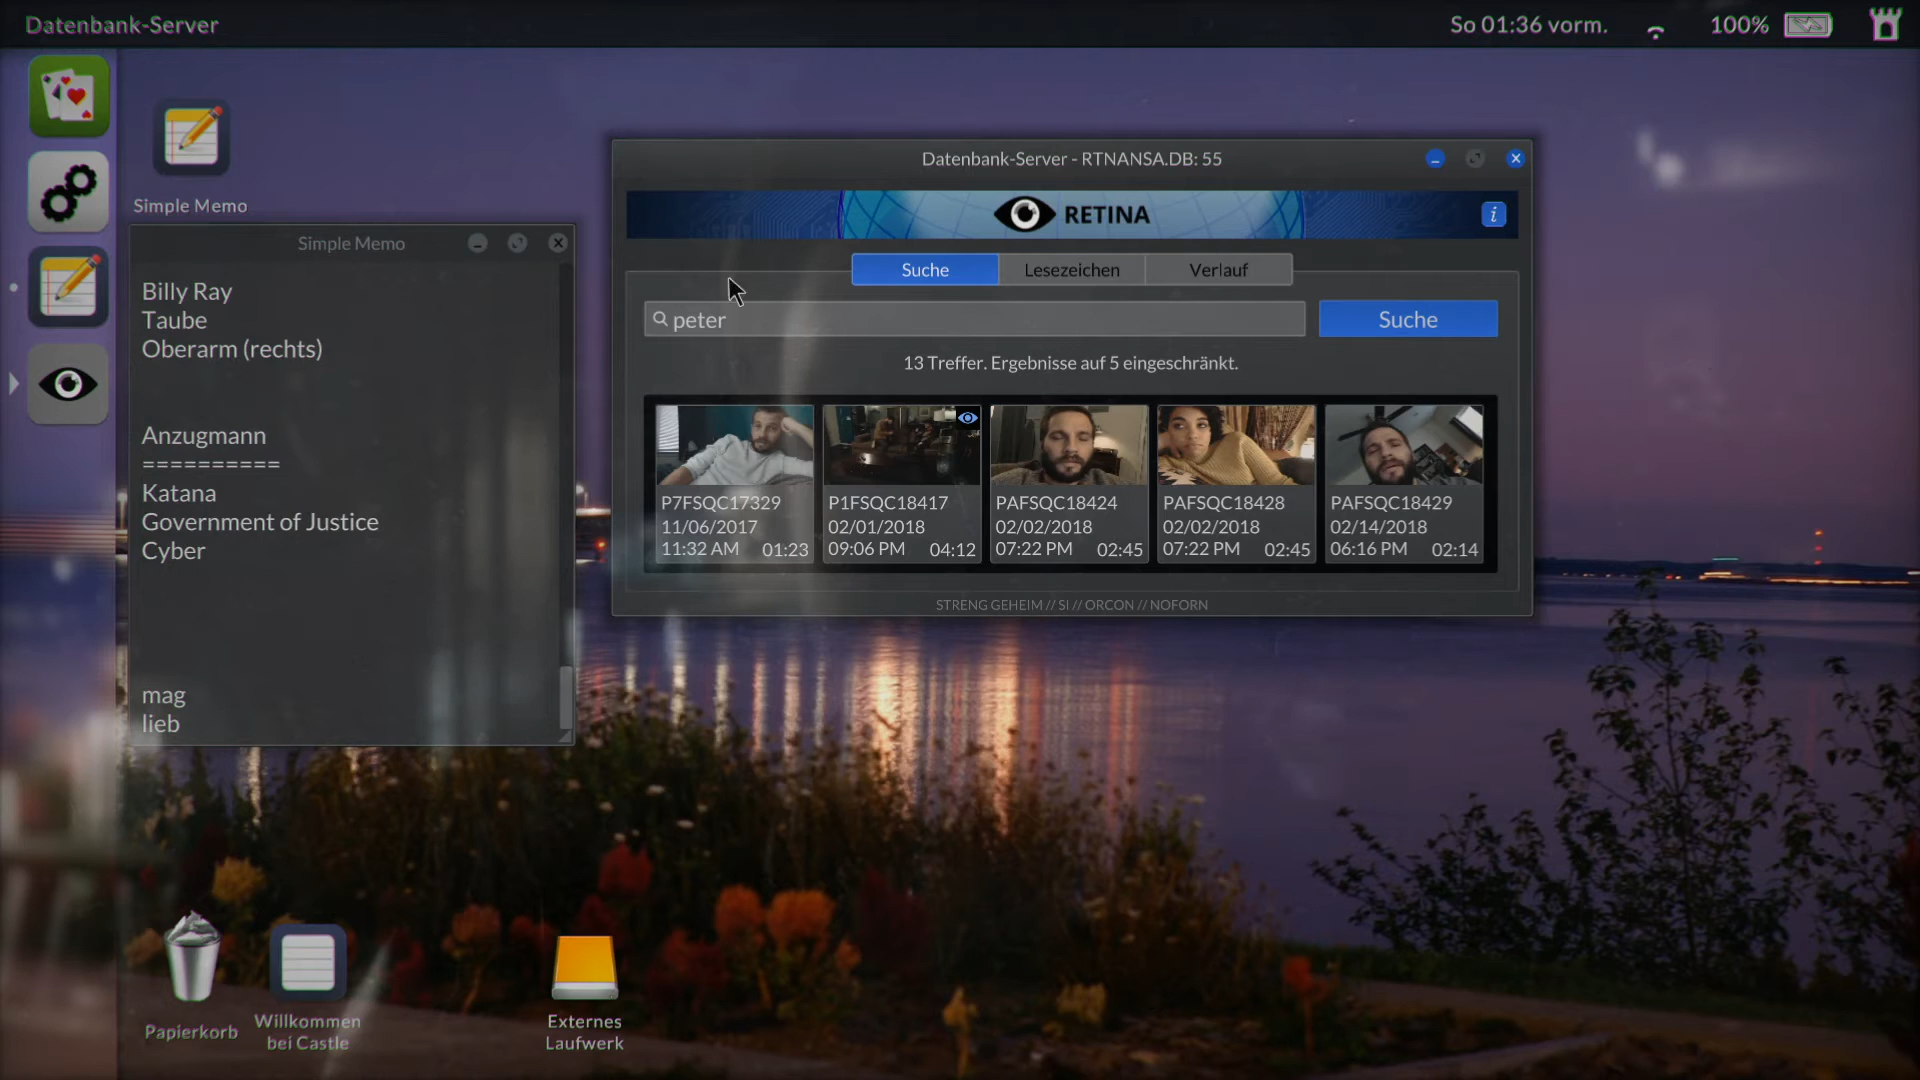 Datenbank-Server
So 01:36 vorm.
100%
Simple Memo
Simple Memo
Billy Ray
Taube
Oberarm (rechts)
Anzugmann
==========
Katana
Government of Justice
Cyber
mag
lieb
Datenbank-Server - RTNANSA.DB: 55
RETINA
i
Suche
Lesezeichen
Verlauf
peter
Suche
13 Treffer. Ergebnisse auf 5 eingeschränkt.
P7FSQC17329
11/06/2017
11:32 AM 01:23
P1FSQC18417
02/01/2018
09:06 PM 04:12
PAFSQC18424
02/02/2018
07:22 PM 02:45
PAFSQC18428
02/02/2018
07:22 PM 02:45
PAFSQC18429
02/14/2018
06:16 PM 02:14
STRENG GEHEIM // SI // ORCON // NOFORN
Papierkorb
Willkommen
bei Castle
Externes
Laufwerk